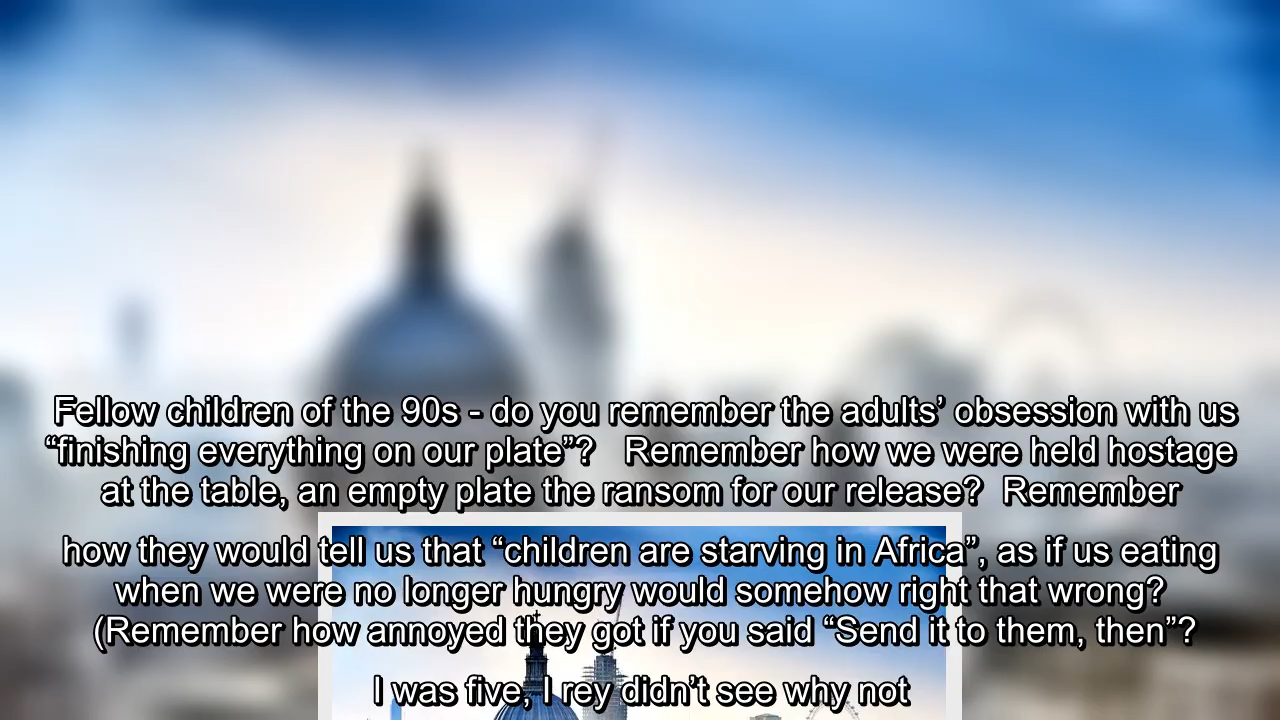 Fellow children of the 90s - do you remember the adults’ obsession with us
“finishing everything on our plate”?   Remember how we were held hostage
at the table, an empty plate the ransom for our release?  Remember
how they would tell us that “children are starving in Africa”, as if us eating
when we were no longer hungry would somehow right that wrong?
(Remember how annoyed they got if you said “Send it to them, then”?
I was five, I rey didn’t see why not